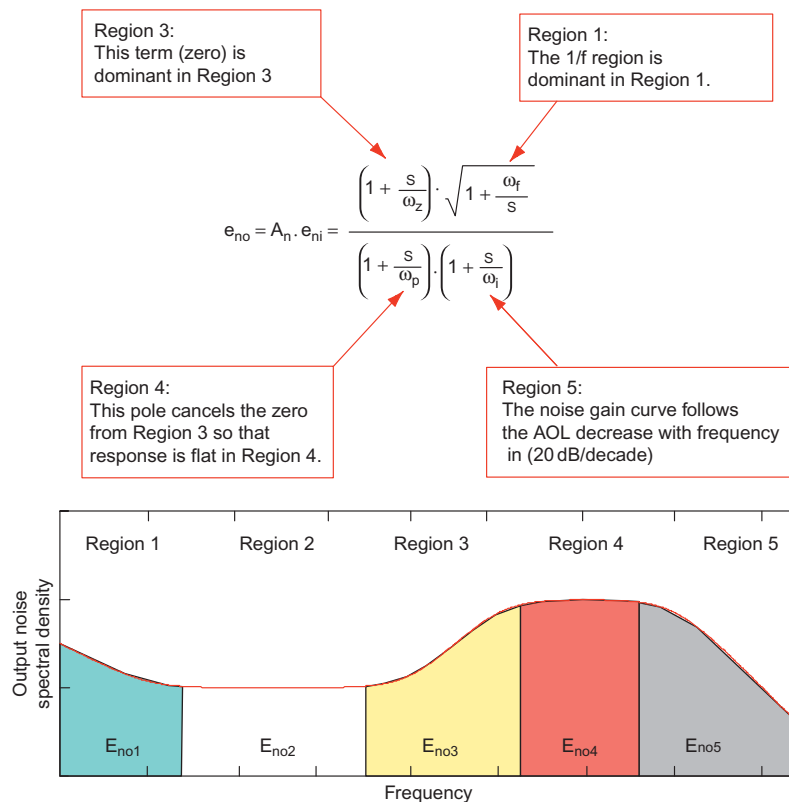 Region 3:
This term (zero) is
dominant in Region 3
Region 1:
The 1/f region is
dominant in Region 1.
(1 + s/ω_z) · √(1 + ω_f/s)
e_no = A_n . e_ni =
(1 + s/ω_p) . (1 + s/ω_i)
Region 4:
This pole cancels the zero
from Region 3 so that
response is flat in Region 4.
Region 5:
The noise gain curve follows
the AOL decrease with frequency
in (20 dB/decade)
Region 1 Region 2 Region 3 Region 4 Region 5
Output noise
spectral density
E_no1 E_no2 E_no3 E_no4 E_no5
Frequency